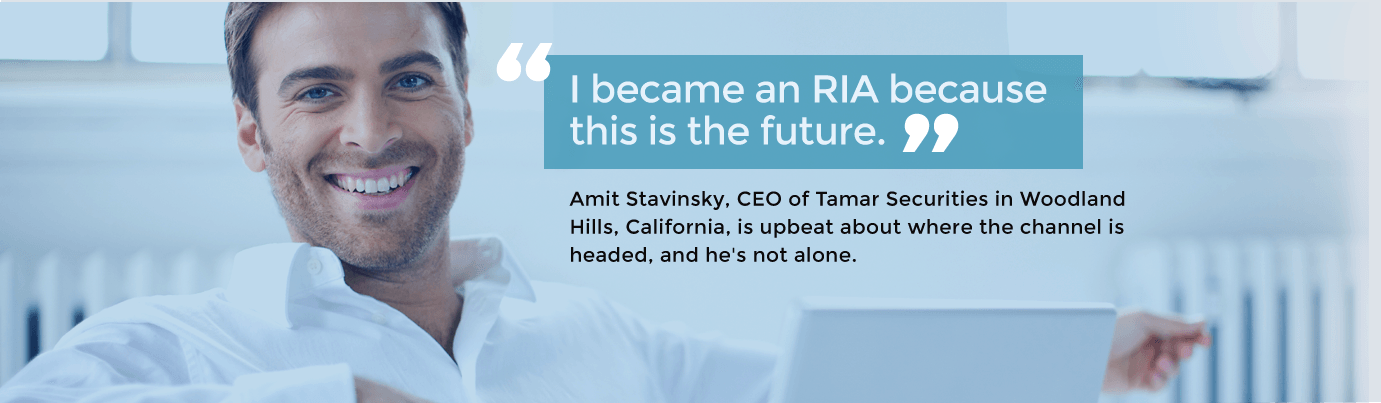 “ I became an RIA because
this is the future. ”
Amit Stavinsky, CEO of Tamar Securities in Woodland
Hills, California, is upbeat about where the channel is
headed, and he's not alone.